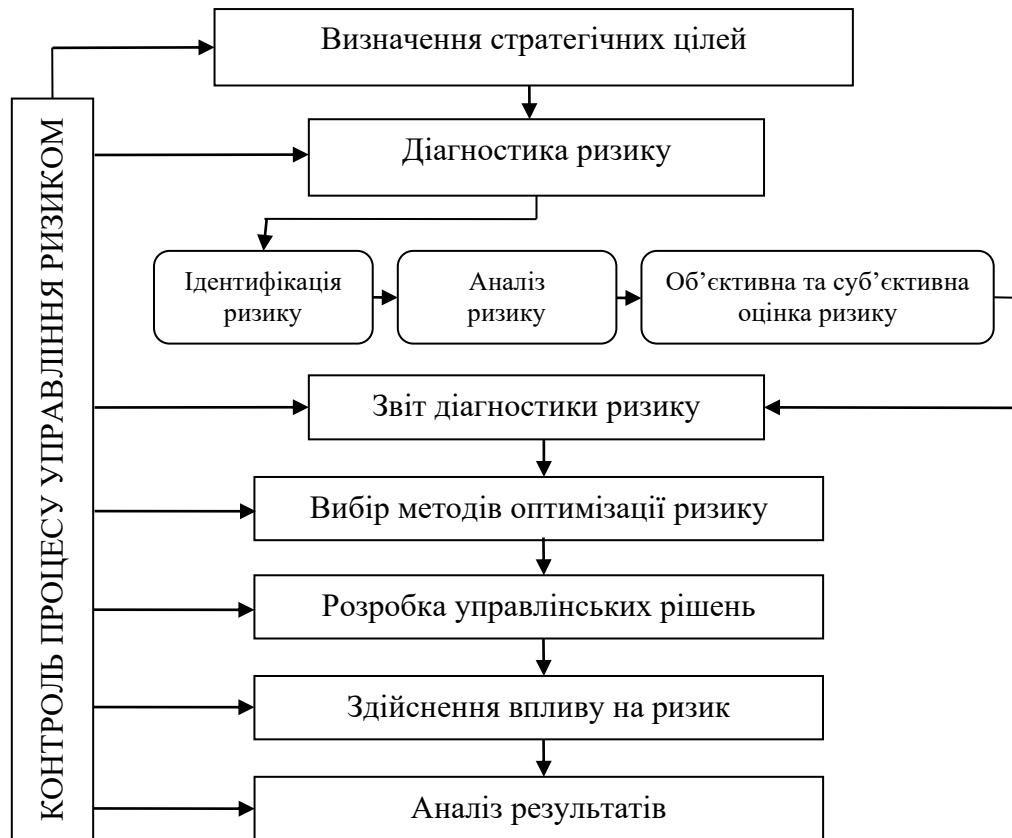 Визначення стратегічних цілей
КОНТРОЛЬ ПРОЦЕСУ УПРАВЛІННЯ РИЗИКОМ
Діагностика ризику
Ідентифікація
ризику
Аналіз
ризику
Об’єктивна та суб’єктивна
оцінка ризику
Звіт діагностики ризику
Вибір методів оптимізації ризику
Розробка управлінських рішень
Здійснення впливу на ризик
Аналіз результатів